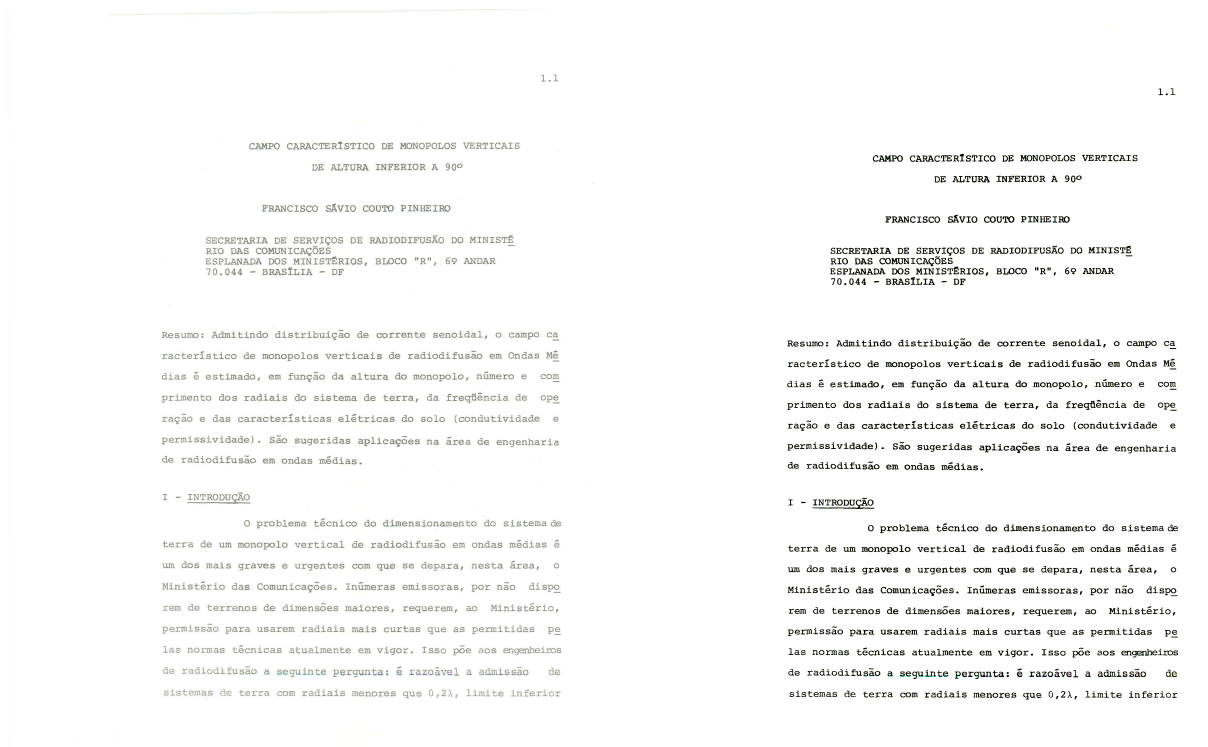 1.1
CAMPO CARACTERÍSTICO DE MONOPOLOS VERTICAIS
DE ALTURA INFERIOR A 90º
FRANCISCO SÁVIO COUTO PINHEIRO
SECRETARIA DE SERVIÇOS DE RADIODIFUSÃO DO MINISTÉ
RIO DAS COMUNICAÇÕES
ESPLANADA DOS MINISTÉRIOS, BLOCO "R", 6º ANDAR
70.044 - BRASÍLIA - DF
Resumo: Admitindo distribuição de corrente senoidal, o campo ca
racterístico de monopolos verticais de radiodifusão em Ondas Mé
dias é estimado, em função da altura do monopolo, número e com
primento dos radiais do sistema de terra, da freqüência de ope
ração e das características elétricas do solo (condutividade e
permissividade). São sugeridas aplicações na área de engenharia
de radiodifusão em ondas médias.
I - INTRODUÇÃO
O problema técnico do dimensionamento do sistema de
terra de um monopolo vertical de radiodifusão em ondas médias é
um dos mais graves e urgentes com que se depara, nesta área, o
Ministério das Comunicações. Inúmeras emissoras, por não dispo
rem de terrenos de dimensões maiores, requerem, ao Ministério,
permissão para usarem radiais mais curtas que as permitidas pe
las normas técnicas atualmente em vigor. Isso põe aos engenheiros
de radiodifusão a seguinte pergunta: é razoável a admissão de
sistemas de terra com radiais menores que 0,2λ, limite inferior
1.1
CAMPO CARACTERÍSTICO DE MONOPOLOS VERTICAIS
DE ALTURA INFERIOR A 90º
FRANCISCO SÁVIO COUTO PINHEIRO
SECRETARIA DE SERVIÇOS DE RADIODIFUSÃO DO MINISTÉ
RIO DAS COMUNICAÇÕES
ESPLANADA DOS MINISTÉRIOS, BLOCO "R", 6º ANDAR
70.044 - BRASÍLIA - DF
Resumo: Admitindo distribuição de corrente senoidal, o campo ca
racterístico de monopolos verticais de radiodifusão em Ondas Mé
dias é estimado, em função da altura do monopolo, número e com
primento dos radiais do sistema de terra, da freqüência de ope
ração e das características elétricas do solo (condutividade e
permissividade). São sugeridas aplicações na área de engenharia
de radiodifusão em ondas médias.
I - INTRODUÇÃO
O problema técnico do dimensionamento do sistema de
terra de um monopolo vertical de radiodifusão em ondas médias é
um dos mais graves e urgentes com que se depara, nesta área, o
Ministério das Comunicações. Inúmeras emissoras, por não dispo
rem de terrenos de dimensões maiores, requerem, ao Ministério,
permissão para usarem radiais mais curtas que as permitidas pe
las normas técnicas atualmente em vigor. Isso põe aos engenheiros
de radiodifusão a seguinte pergunta: é razoável a admissão de
sistemas de terra com radiais menores que 0,2λ, limite inferior